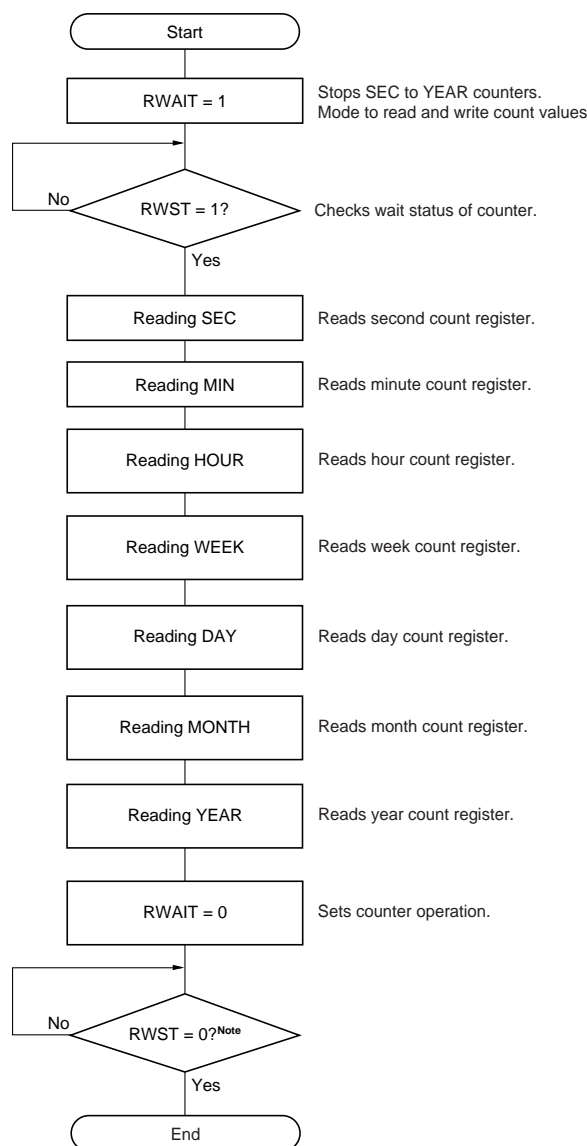 Start
RWAIT = 1
Stops SEC to YEAR counters.
Mode to read and write count values
No
RWST = 1?
Checks wait status of counter.
Yes
Reading SEC
Reads second count register.
Reading MIN
Reads minute count register.
Reading HOUR
Reads hour count register.
Reading WEEK
Reads week count register.
Reading DAY
Reads day count register.
Reading MONTH
Reads month count register.
Reading YEAR
Reads year count register.
RWAIT = 0
Sets counter operation.
No
RWST = 0?Note
Yes
End